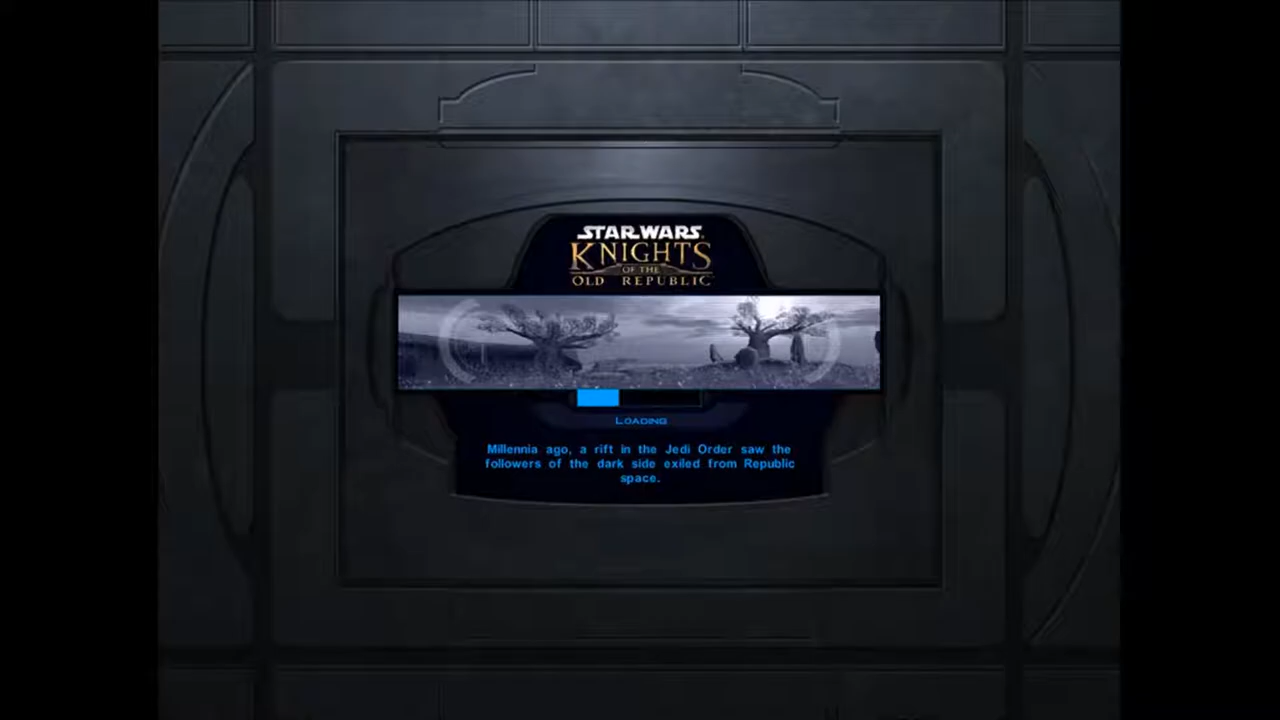 STAR WARS
KNIGHTS
OF THE
OLD REPUBLIC
LOADING
Millennia ago, a rift in the Jedi Order saw the
followers of the dark side exiled from Republic
space.